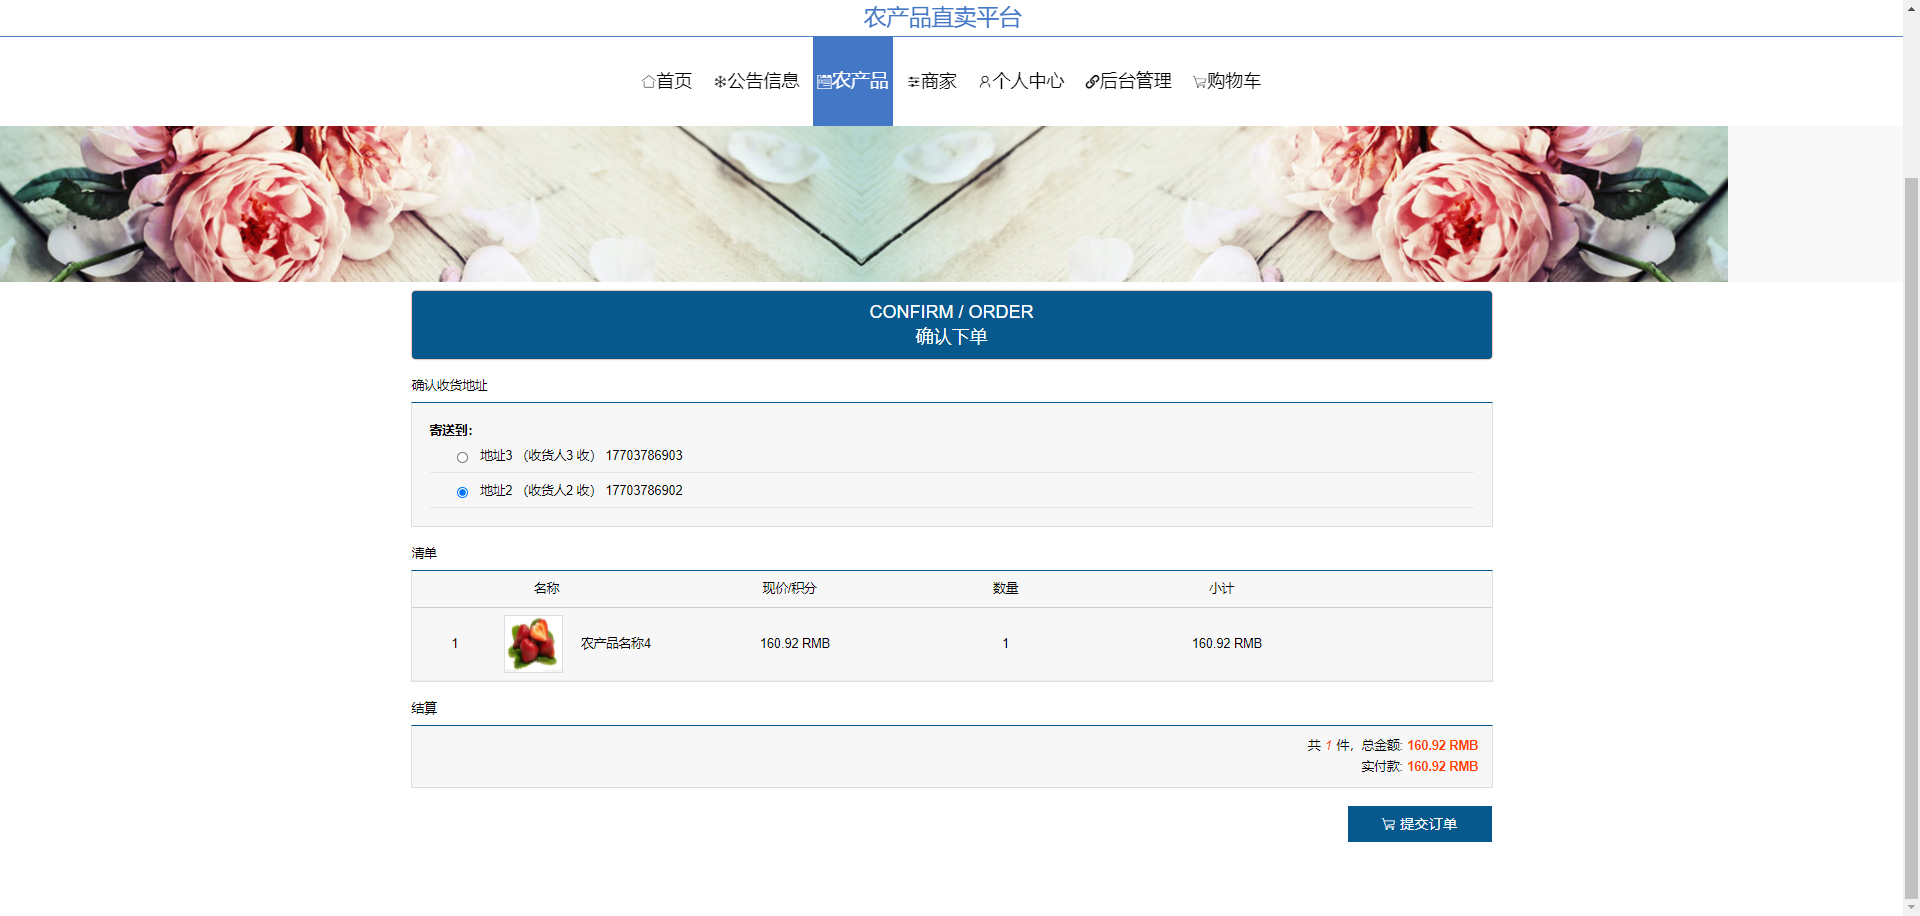 农产品直卖平台
首页 公告信息 农产品 商家 个人中心 后台管理 购物车
CONFIRM / ORDER
确认下单
确认收货地址
寄送到：
地址3 （收货人3 收） 17703786903
地址2 （收货人2 收） 17703786902
清单
名称 现价/积分 数量 小计
1 农产品名称4 160.92 RMB 1 160.92 RMB
结算
共 1 件，总金额: 160.92 RMB
实付款: 160.92 RMB
提交订单